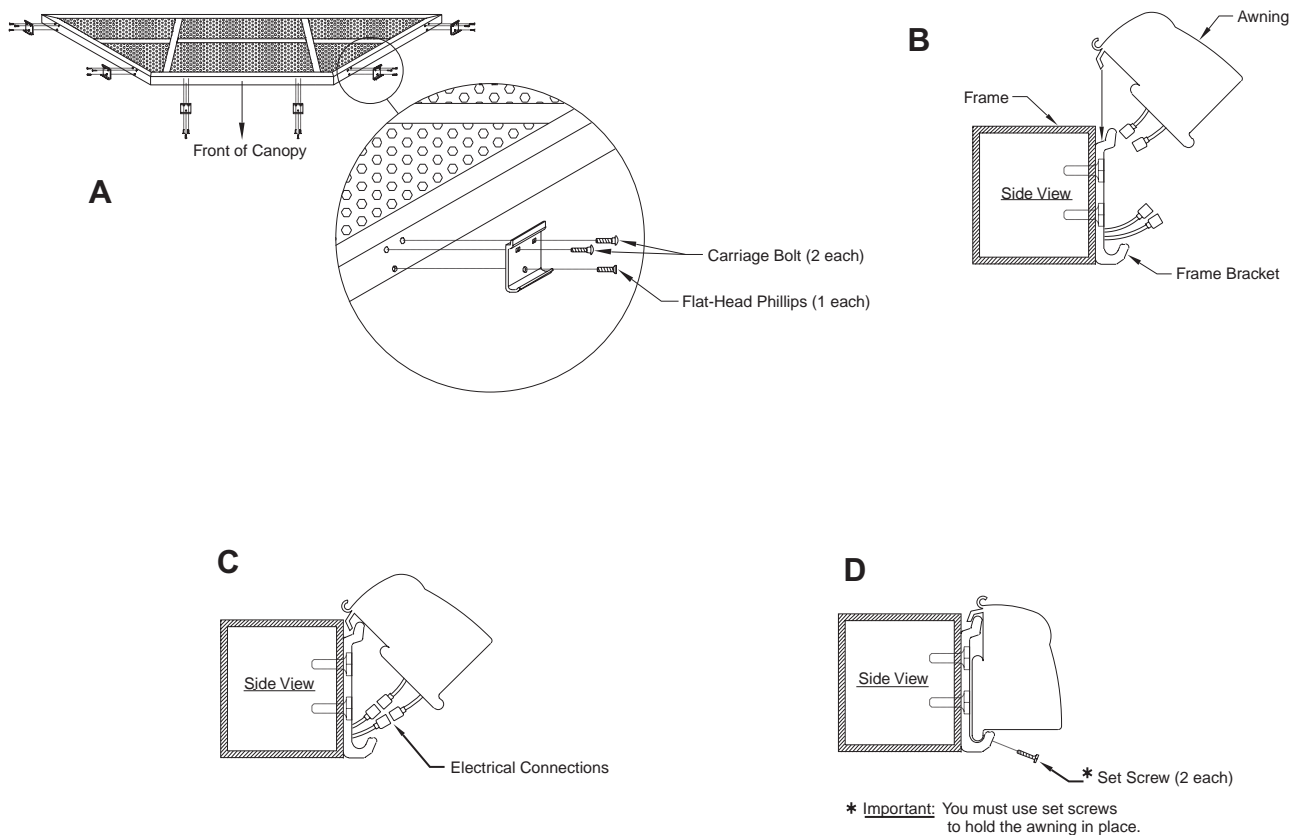 A
Front of Canopy
Carriage Bolt (2 each)
Flat-Head Phillips (1 each)
B
Awning
Frame
Side View
Frame Bracket
C
Side View
Electrical Connections
D
Side View
* Set Screw (2 each)
* Important: You must use set screws
to hold the awning in place.